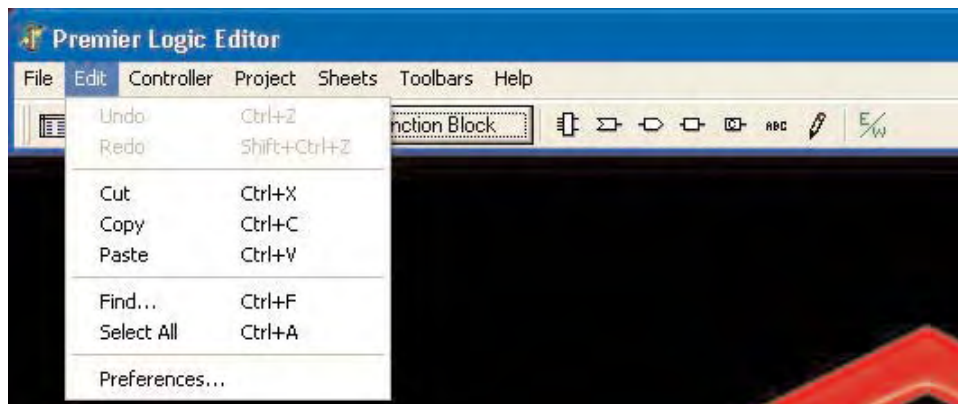 Premier Logic Editor
File Edit Controller Project Sheets Toolbars Help
nction Block ABC E/W
Undo Ctrl+Z
Redo Shift+Ctrl+Z
Cut Ctrl+X
Copy Ctrl+C
Paste Ctrl+V
Find... Ctrl+F
Select All Ctrl+A
Preferences...